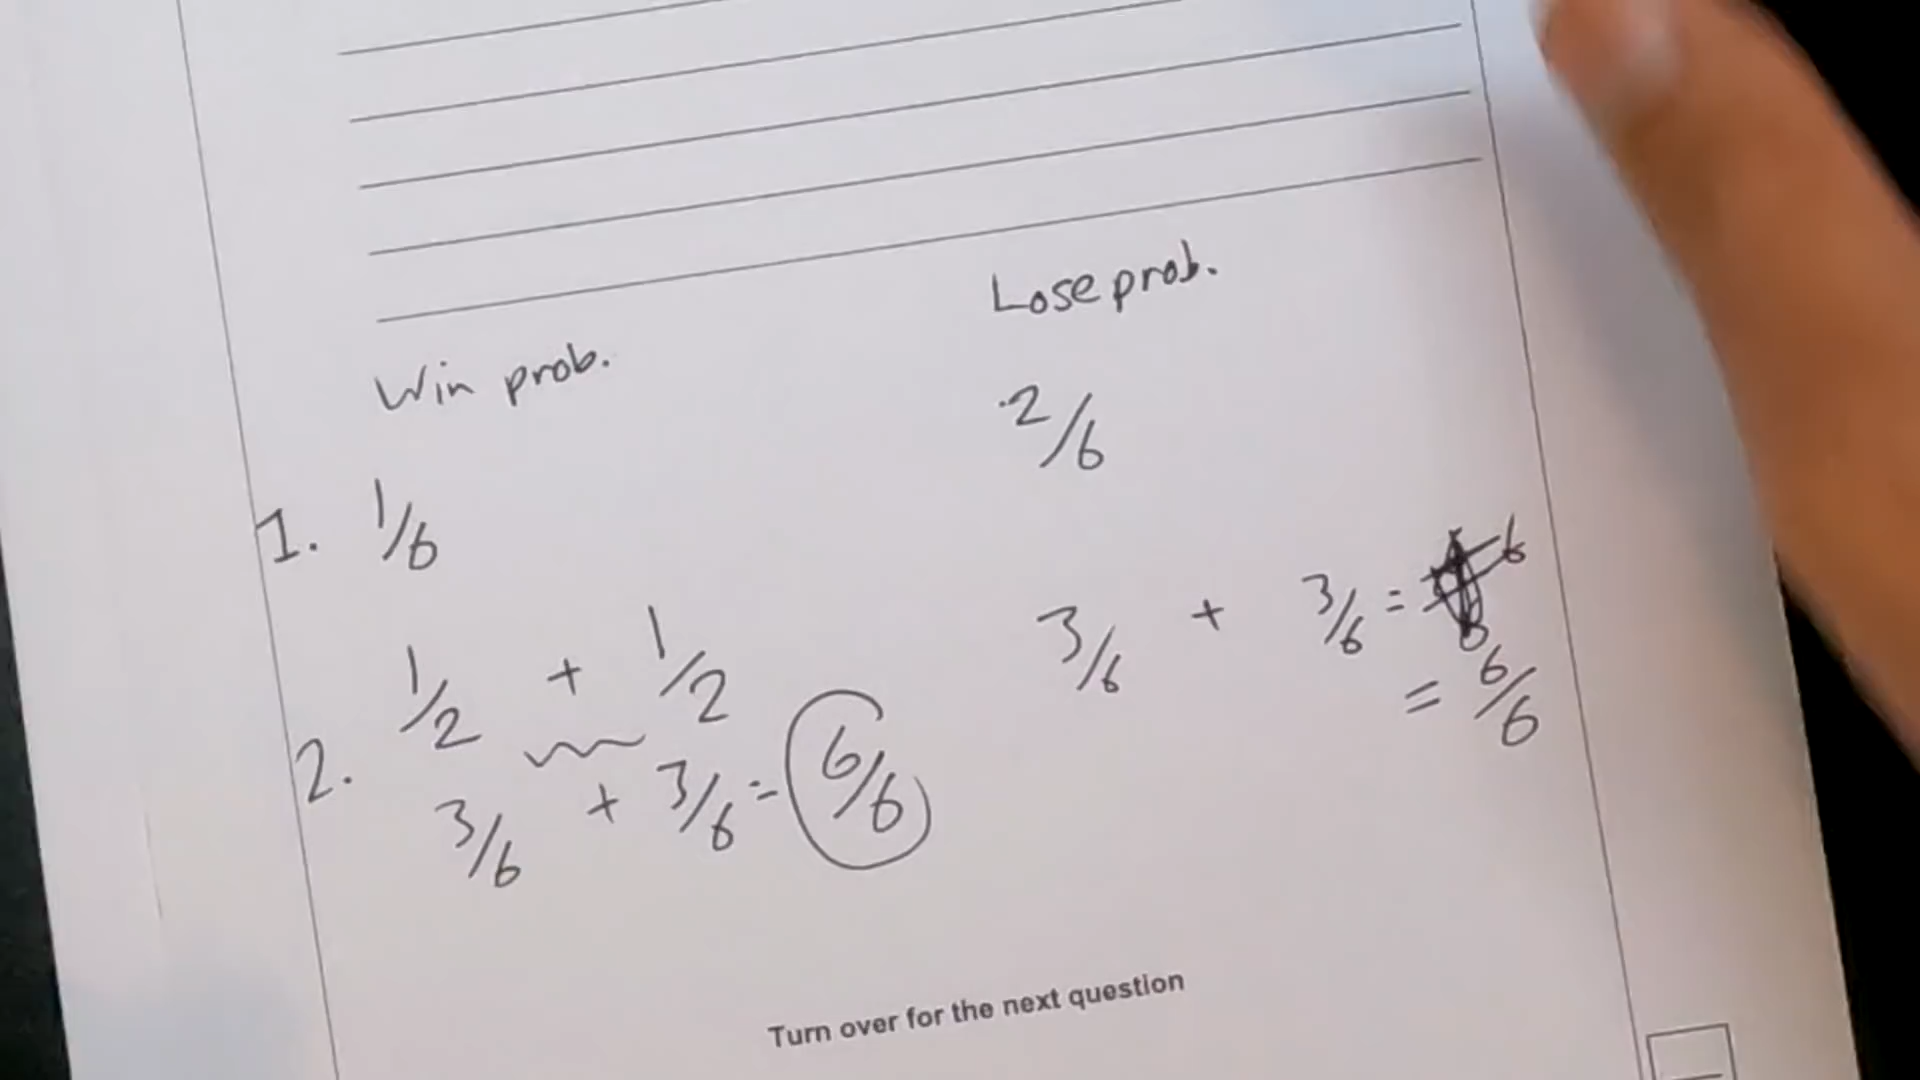 Lose prob.
Win prob.
2/6
1. 1/6
3/6 + 3/6 =
= 6/6
2. 1/2 + 1/2
3/6 + 3/6 = 6/6
Turn over for the next question